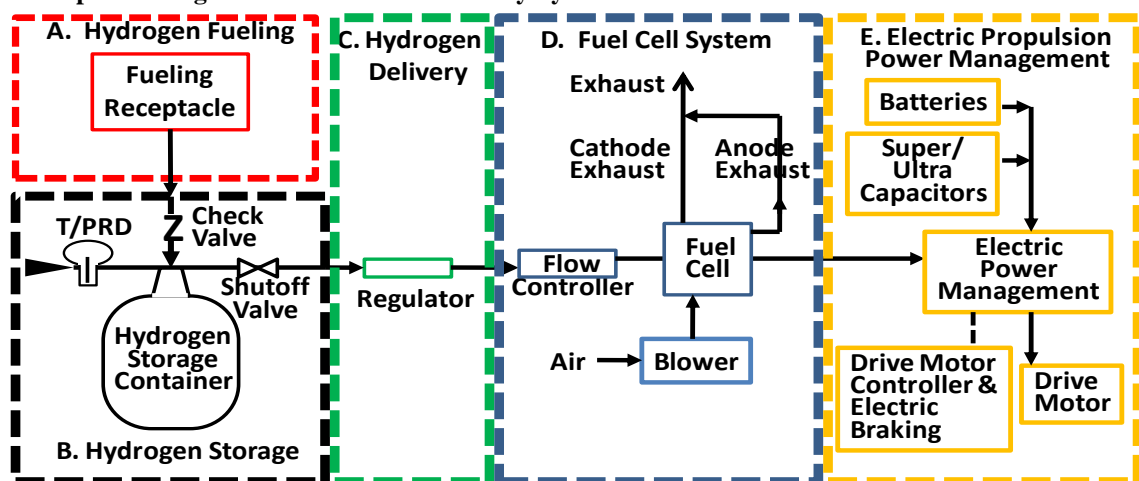 A. Hydrogen Fueling
Fueling
Receptacle
T/PRD
Check
Valve
Z
Shutoff
Valve
Hydrogen
Storage
Container
B. Hydrogen Storage
C. Hydrogen
Delivery
Regulator
D. Fuel Cell System
Exhaust
Cathode
Exhaust
Anode
Exhaust
Flow
Controller
Fuel
Cell
Air
Blower
E. Electric Propulsion
Power Management
Batteries
Super/
Ultra
Capacitors
Electric
Power
Management
Drive Motor
Controller &
Electric
Braking
Drive
Motor